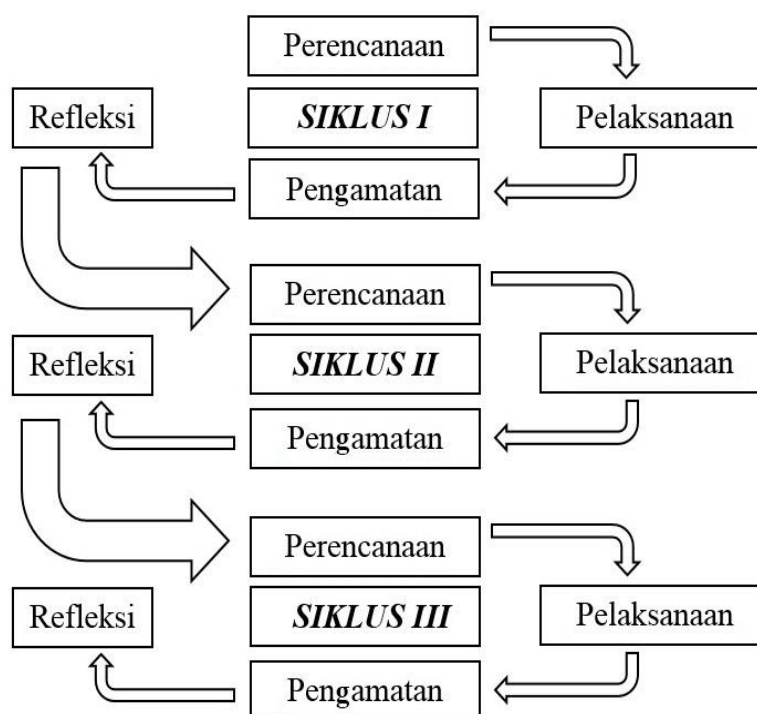 Perencanaan
Refleksi
SIKLUS I
Pelaksanaan
Pengamatan
Perencanaan
Refleksi
SIKLUS II
Pelaksanaan
Pengamatan
Perencanaan
Refleksi
SIKLUS III
Pelaksanaan
Pengamatan